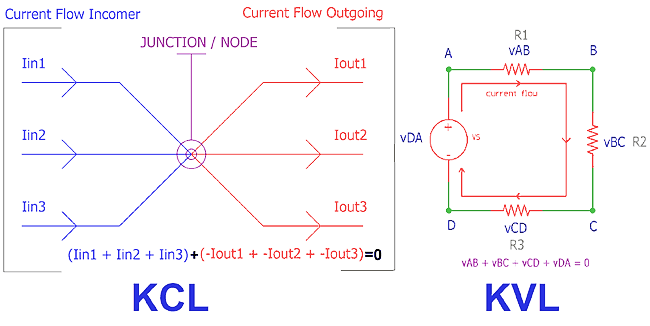 Current Flow Incomer
Current Flow Outgoing
JUNCTION / NODE
Iin1
Iout1
Iin2
Iout2
Iin3
Iout3
(Iin1 + Iin2 + Iin3)+(-Iout1 + -Iout2 + -Iout3)=0
KCL
R1
vAB
A
B
current flow
vDA
+
-
VS
vBC
R2
D
C
vCD
R3
vAB + vBC + vCD + vDA = 0
KVL